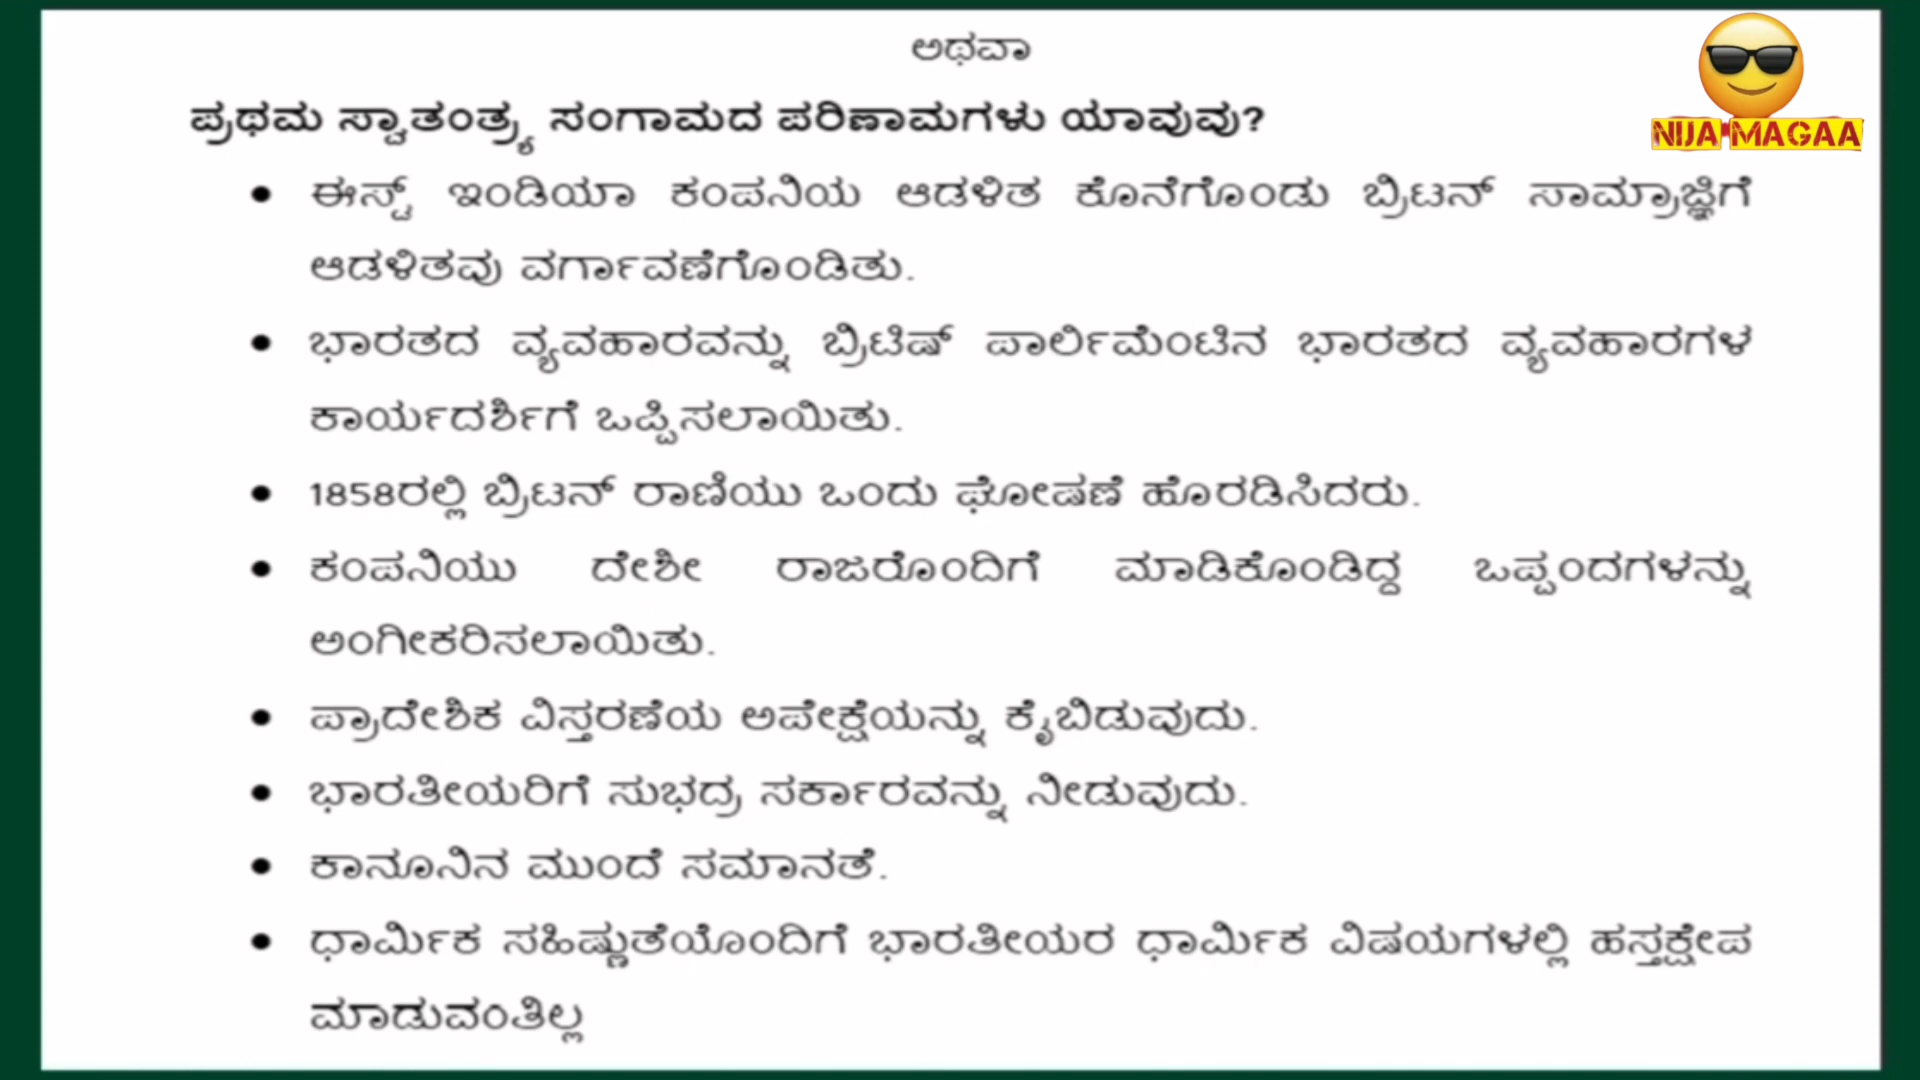 ಅಥವಾ
NIJA MAGAA
ಪ್ರಥಮ ಸ್ವಾತಂತ್ರ್ಯ ಸಂಗಾಮದ ಪರಿಣಾಮಗಳು ಯಾವುವು?
• ಈಸ್ಟ್ ಇಂಡಿಯಾ ಕಂಪನಿಯ ಆಡಳಿತ ಕೊನೆಗೊಂಡು ಬ್ರಿಟನ್ ಸಾಮ್ರಾಜ್ಞಿಗೆ
ಆಡಳಿತವು ವರ್ಗಾವಣೆಗೊಂಡಿತು.
• ಭಾರತದ ವ್ಯವಹಾರವನ್ನು ಬ್ರಿಟಿಷ್ ಪಾರ್ಲಿಮೆಂಟಿನ ಭಾರತದ ವ್ಯವಹಾರಗಳ
ಕಾರ್ಯದರ್ಶಿಗೆ ಒಪ್ಪಿಸಲಾಯಿತು.
• 1858ರಲ್ಲಿ ಬ್ರಿಟನ್ ರಾಣಿಯು ಒಂದು ಘೋಷಣೆ ಹೊರಡಿಸಿದರು.
• ಕಂಪನಿಯು ದೇಶೀ ರಾಜರೊಂದಿಗೆ ಮಾಡಿಕೊಂಡಿದ್ದ ಒಪ್ಪಂದಗಳನ್ನು
ಅಂಗೀಕರಿಸಲಾಯಿತು.
• ಪ್ರಾದೇಶಿಕ ವಿಸ್ತರಣೆಯ ಅಪೇಕ್ಷೆಯನ್ನು ಕೈಬಿಡುವುದು.
• ಭಾರತೀಯರಿಗೆ ಸುಭದ್ರ ಸರ್ಕಾರವನ್ನು ನೀಡುವುದು.
• ಕಾನೂನಿನ ಮುಂದೆ ಸಮಾನತೆ.
• ಧಾರ್ಮಿಕ ಸಹಿಷ್ಣುತೆಯೊಂದಿಗೆ ಭಾರತೀಯರ ಧಾರ್ಮಿಕ ವಿಷಯಗಳಲ್ಲಿ ಹಸ್ತಕ್ಷೇಪ
ಮಾಡುವಂತಿಲ್ಲ